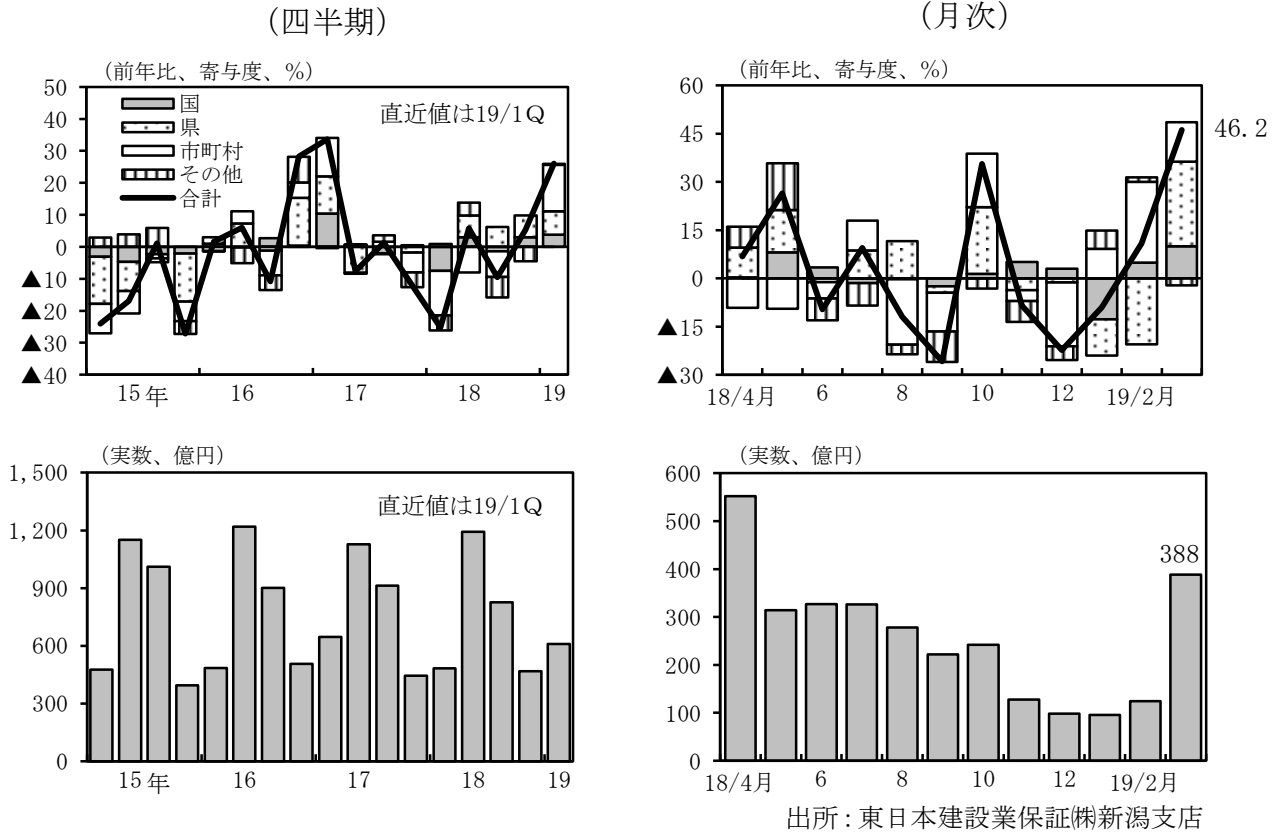 (四半期)
(前年比、寄与度、%)
50
40
30
20
10
0
▲ 10
▲ 20
▲ 30
▲ 40
国
県
市町村
その他
合計
直近値は19/1Q
15年 16 17 18 19
(月次)
(前年比、寄与度、%)
60
45
30
15
0
▲ 15
▲ 30
46.2
18/4月 6 8 10 12 19/2月
(実数、億円)
1,500
1,200
900
600
300
0
直近値は19/1Q
15年 16 17 18 19
(実数、億円)
600
500
400
300
200
100
0
388
18/4月 6 8 10 12 19/2月
出所:東日本建設業保証㈱新潟支店